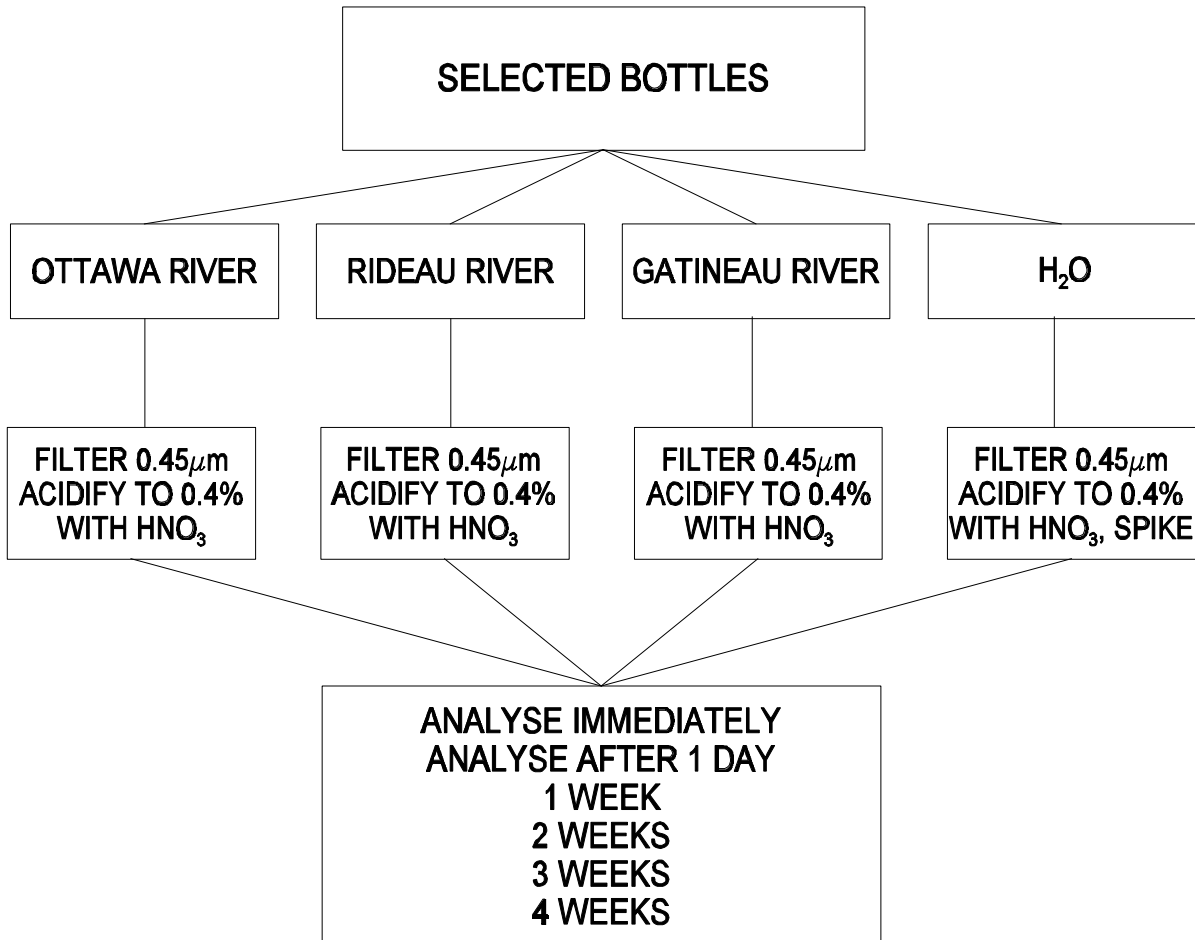 SELECTED BOTTLES
OTTAWA RIVER
RIDEAU RIVER
GATINEAU RIVER
H₂O
FILTER 0.45μm
ACIDIFY TO 0.4%
WITH HNO₃
FILTER 0.45μm
ACIDIFY TO 0.4%
WITH HNO₃
FILTER 0.45μm
ACIDIFY TO 0.4%
WITH HNO₃
FILTER 0.45μm
ACIDIFY TO 0.4%
WITH HNO₃, SPIKE
ANALYSE IMMEDIATELY
ANALYSE AFTER 1 DAY
1 WEEK
2 WEEKS
3 WEEKS
4 WEEKS